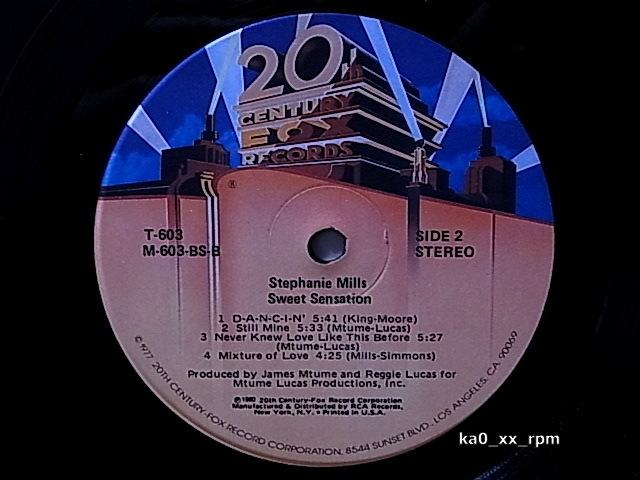 20th
CENTURY
FOX
RECORDS
®
T-603 SIDE 2
M-603-BS-B STEREO
Stephanie Mills
Sweet Sensation
1 D-A-N-C-I-N' 5:41 (King-Moore)
2 Still Mine 5:33 (Mtume-Lucas)
3 Never Knew Love Like This Before 5:27
(Mtume-Lucas)
4 Mixture of Love 4:25 (Mills-Simmons)
Produced by James Mtume and Reggie Lucas for
Mtume Lucas Productions, Inc.
℗ 1980 20th Century-Fox Record Corporation
Manufactured & Distributed by RCA Records,
New York, N.Y. • Printed in U.S.A.
© 1977 20TH CENTURY-FOX RECORD CORPORATION, 8544 SUNSET BLVD., LOS ANGELES, CA. 90069
ka0_xx_rpm